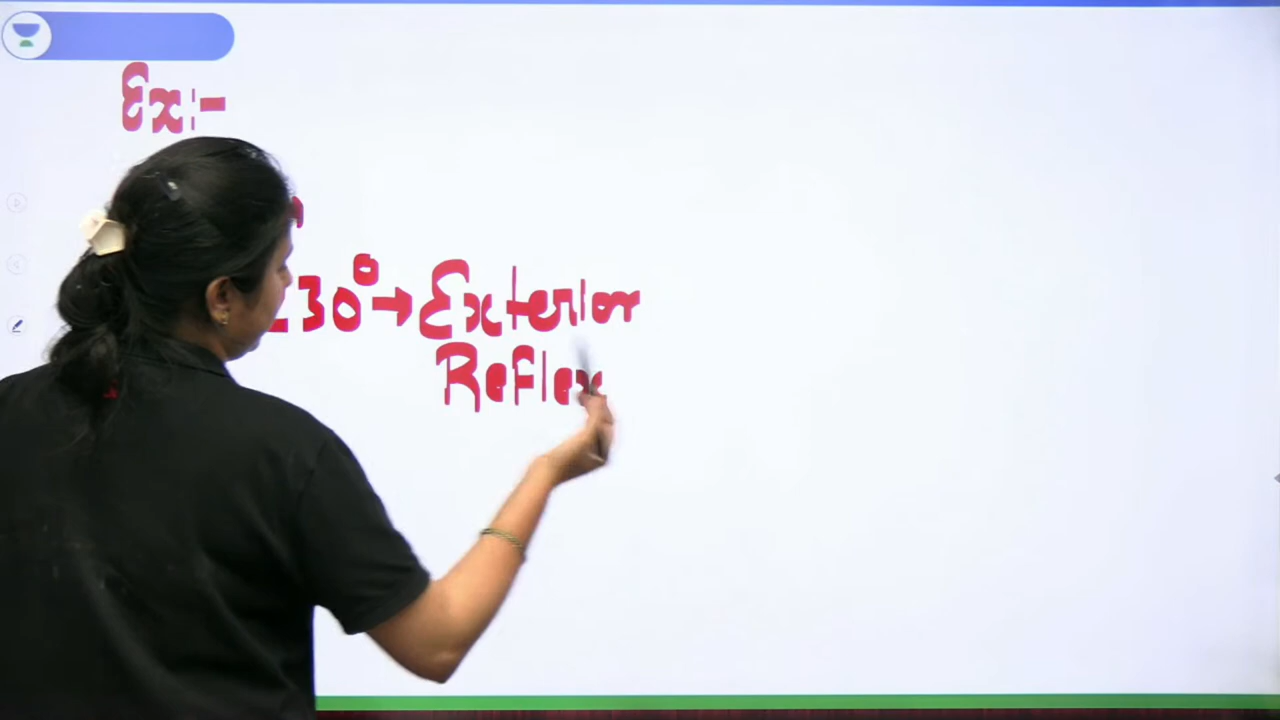 Ex:-
230° → Exterior
Reflex